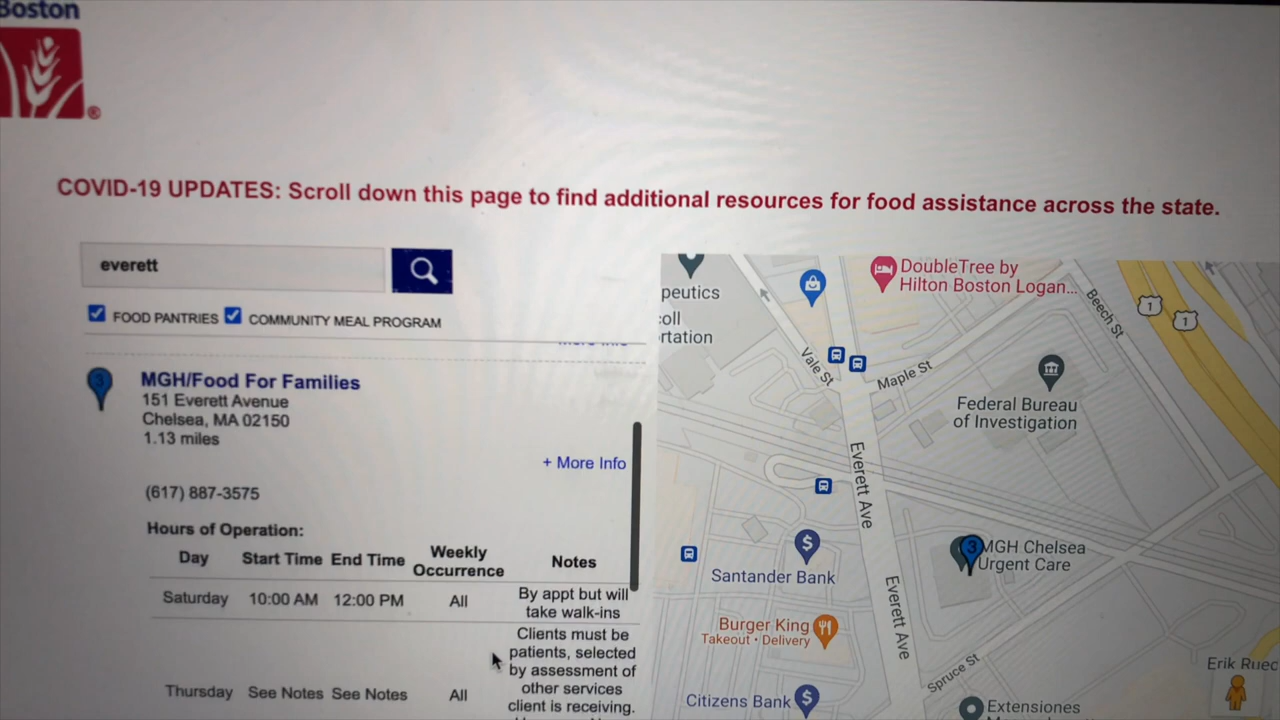 Boston
®
COVID-19 UPDATES: Scroll down this page to find additional resources for food assistance across the state.
everett
FOOD PANTRIES
COMMUNITY MEAL PROGRAM
MGH/Food For Families
151 Everett Avenue
Chelsea, MA 02150
1.13 miles
+ More Info
(617) 887-3575
Hours of Operation:
Day Start Time End Time Weekly Occurrence Notes
Saturday 10:00 AM 12:00 PM All By appt but will
take walk-ins
Clients must be
patients, selected
by assessment of
Thursday See Notes See Notes All other services
client is receiving.
peutics
coll
rtation
DoubleTree by
Hilton Boston Logan...
Beech St
1
1
Vale St
Maple St
Federal Bureau
of Investigation
Everett Ave
3
MGH Chelsea
Urgent Care
Santander Bank
Everett Ave
Burger King
Takeout • Delivery
Spruce St
Erik Ruec
Citizens Bank
Extensiones
3